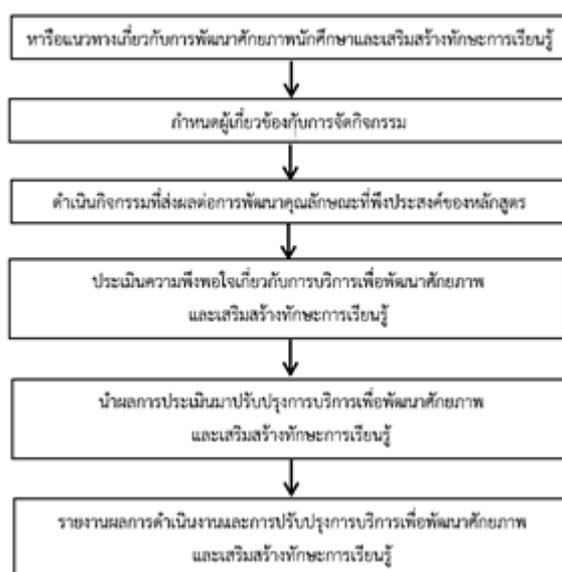 หารือแนวทางเกี่ยวกับการพัฒนาศักยภาพนักศึกษาและเสริมสร้างทักษะการเรียนรู้
กำหนดผู้เกี่ยวข้องกับการจัดกิจกรรม
ดำเนินกิจกรรมที่ส่งผลต่อการพัฒนาคุณลักษณะที่พึงประสงค์ของหลักสูตร
ประเมินความพึงพอใจเกี่ยวกับการบริการเพื่อพัฒนาศักยภาพ
และเสริมสร้างทักษะการเรียนรู้
นำผลการประเมินมาปรับปรุงการบริการเพื่อพัฒนาศักยภาพ
และเสริมสร้างทักษะการเรียนรู้
รายงานผลการดำเนินงานและการปรับปรุงการบริการเพื่อพัฒนาศักยภาพ
และเสริมสร้างทักษะการเรียนรู้